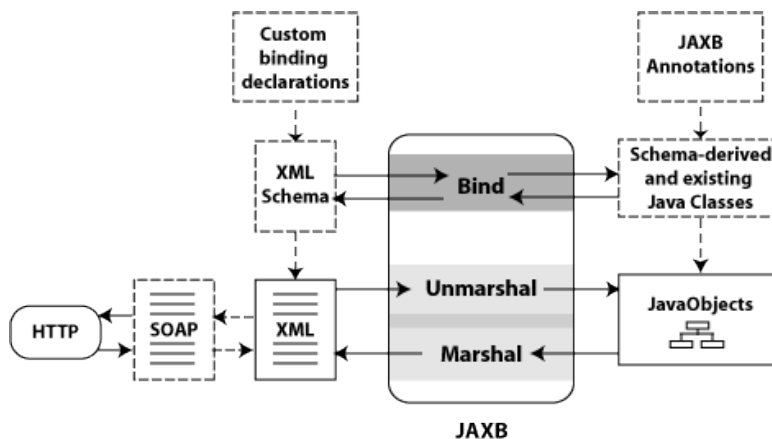 Custom
binding
declarations
JAXB
Annotations
XML
Schema
Bind
Schema-derived
and existing
Java Classes
HTTP
SOAP
XML
Unmarshal
Marshal
JavaObjects
JAXB